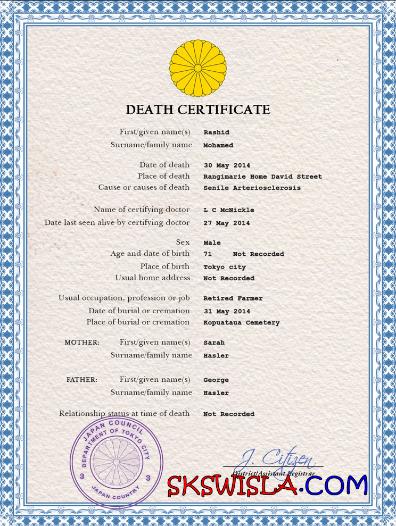 DEATH CERTIFICATE
First/given name(s) Rashid
Surname/family name Mohamed
Date of death 30 May 2014
Place of death Rangimarie Home David Street
Cause or causes of death Senile Arteriosclerosis
Name of certifying doctor L C McNickle
Date last seen alive by certifying doctor 27 May 2014
Sex Male
Age and date of birth 71 Not Recorded
Place of birth Tokyo city
Usual home address Not Recorded
Usual occupation, profession or job Retired Farmer
Date of burial or cremation 31 May 2014
Place of burial or cremation Kopuataua Cemetery
MOTHER: First/given name(s) Sarah
Surname/family name Hasler
FATHER: First/given name(s) George
Surname/family name Hasler
Relationship status at time of death Not Recorded
JAPAN COUNCIL
DEPARTMENT OF TOKYO CITY
JAPAN COUNTRY
J. Citizen
District/Assistant Registrar
SKSWISLA.COM